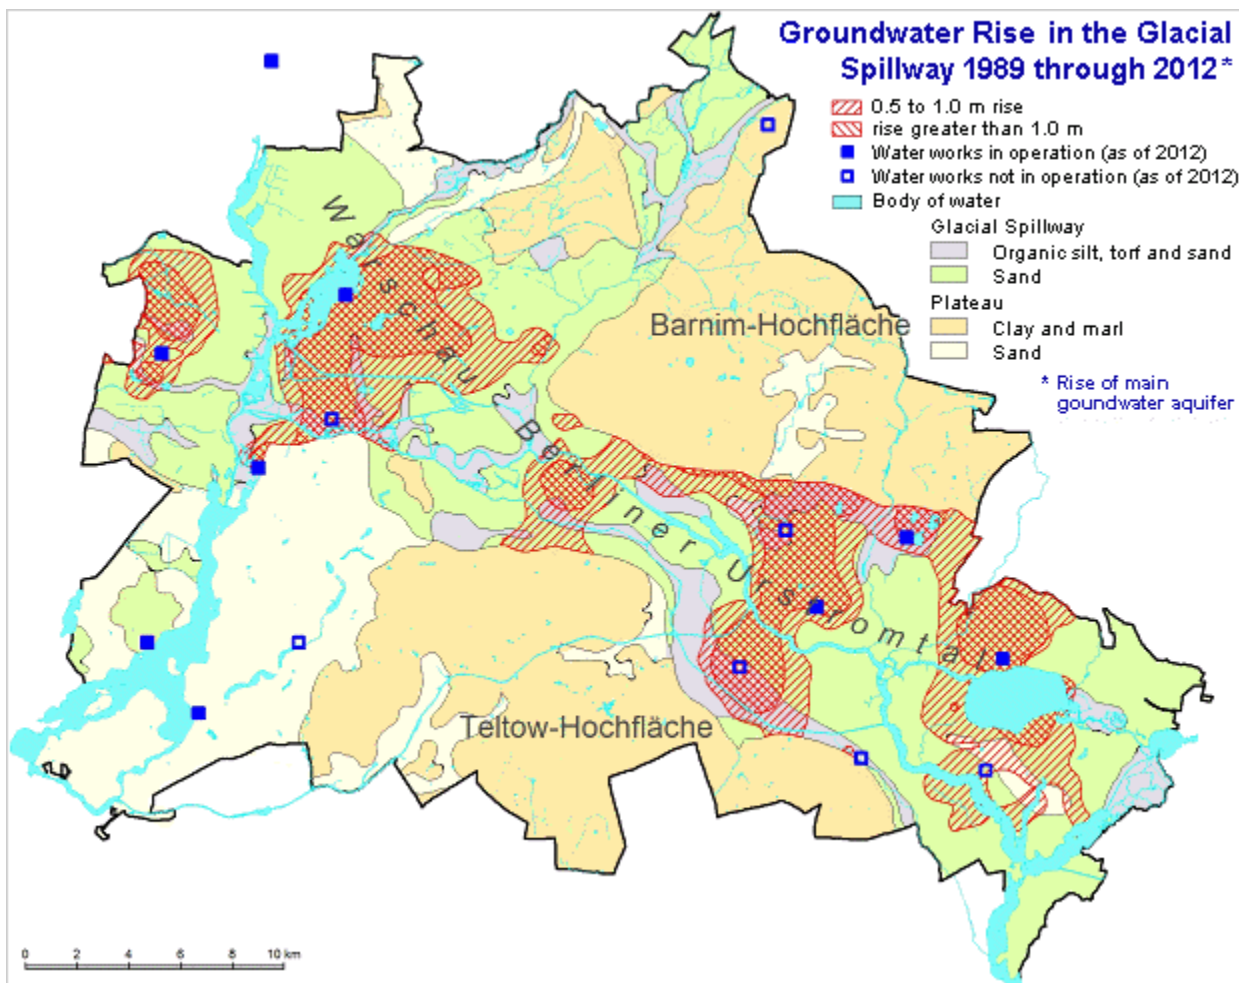 Groundwater Rise in the Glacial
Spillway 1989 through 2012*
0.5 to 1.0 m rise
rise greater than 1.0 m
Water works in operation (as of 2012)
Water works not in operation (as of 2012)
Body of water
Glacial Spillway
Organic silt, torf and sand
Sand
Plateau
Clay and marl
Sand
* Rise of main
goundwater aquifer
Warschau - Berliner Urstromtal
Barnim-Hochfläche
Teltow-Hochfläche
0 2 4 6 8 10 km